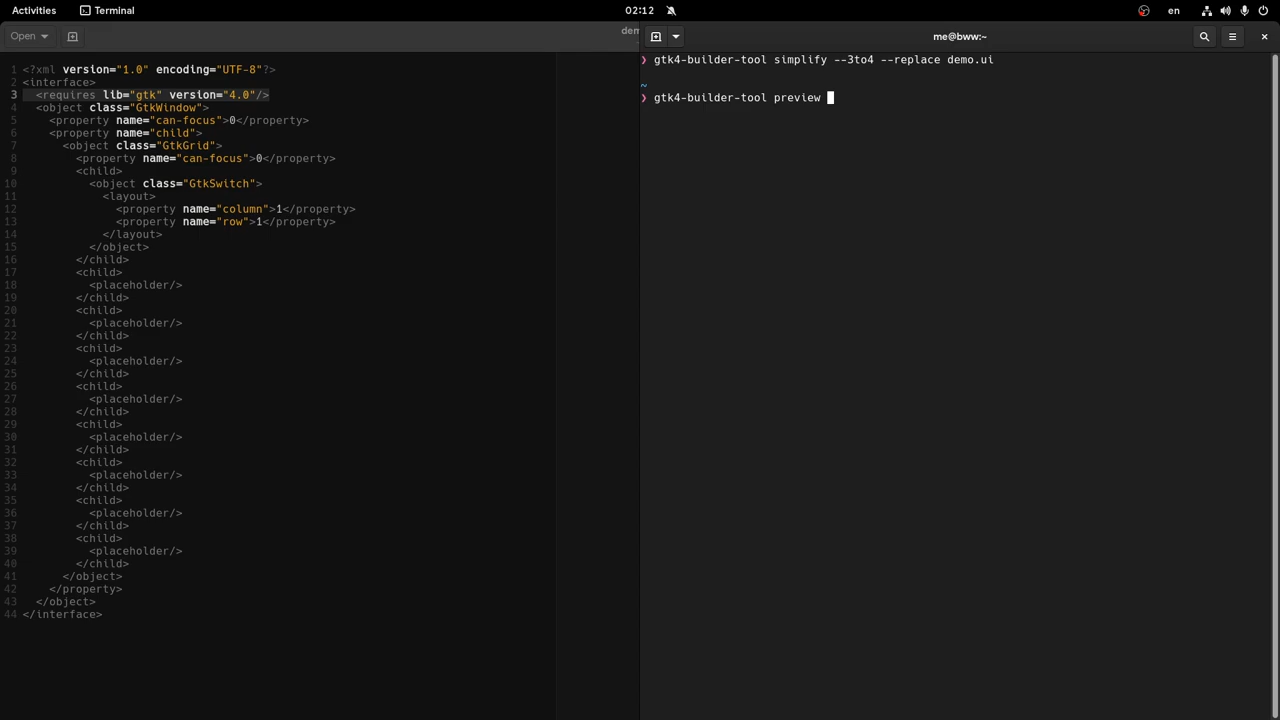 Activities Terminal 02:12 en
Open
dem
1 <?xml version="1.0" encoding="UTF-8"?>
2 <interface>
3 <requires lib="gtk" version="4.0"/>
4 <object class="GtkWindow">
5 <property name="can-focus">0</property>
6 <property name="child">
7 <object class="GtkGrid">
8 <property name="can-focus">0</property>
9 <child>
10 <object class="GtkSwitch">
11 <layout>
12 <property name="column">1</property>
13 <property name="row">1</property>
14 </layout>
15 </object>
16 </child>
17 <child>
18 <placeholder/>
19 </child>
20 <child>
21 <placeholder/>
22 </child>
23 <child>
24 <placeholder/>
25 </child>
26 <child>
27 <placeholder/>
28 </child>
29 <child>
30 <placeholder/>
31 </child>
32 <child>
33 <placeholder/>
34 </child>
35 <child>
36 <placeholder/>
37 </child>
38 <child>
39 <placeholder/>
40 </child>
41 </object>
42 </property>
43 </object>
44 </interface>
me@bww:~
❯ gtk4-builder-tool simplify --3to4 --replace demo.ui
~
❯ gtk4-builder-tool preview